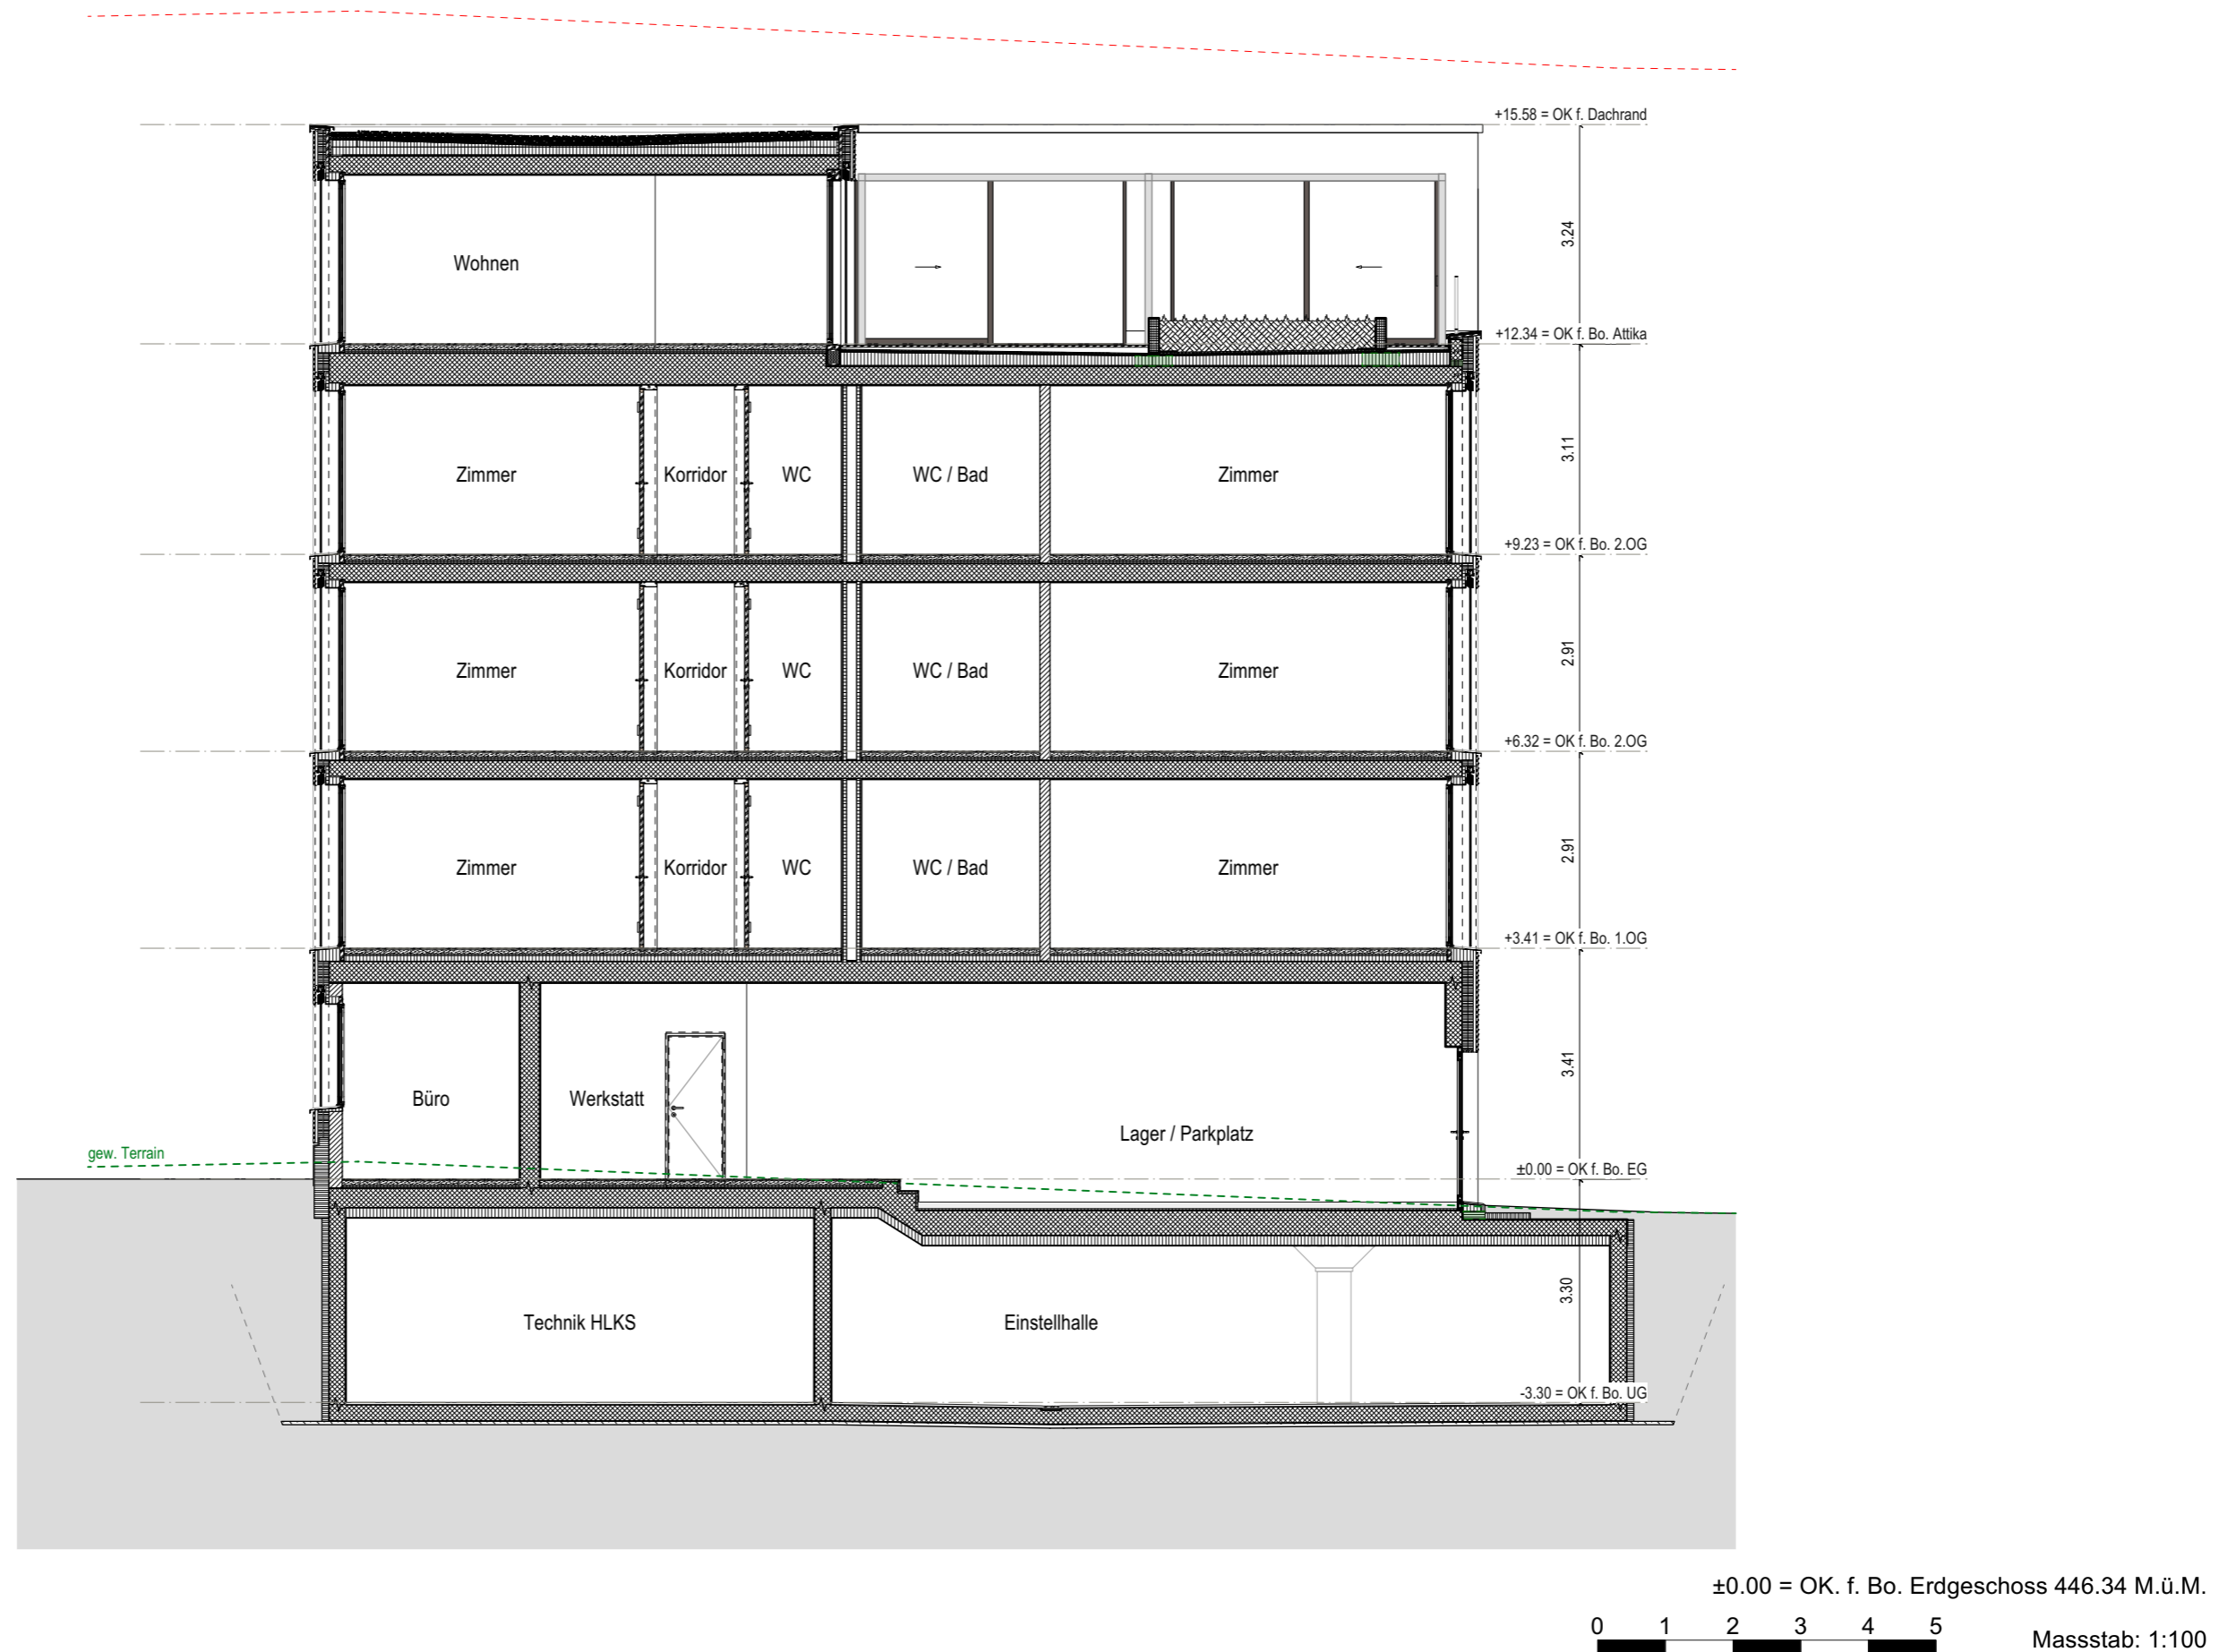 +15.58 = OK f. Dachrand
3.24
Wohnen
+12.34 = OK f. Bo. Attika
3.11
Zimmer Korridor WC WC / Bad Zimmer
+9.23 = OK f. Bo. 2.OG
2.91
Zimmer Korridor WC WC / Bad Zimmer
+6.32 = OK f. Bo. 2.OG
2.91
Zimmer Korridor WC WC / Bad Zimmer
+3.41 = OK f. Bo. 1.OG
3.41
Büro Werkstatt
Lager / Parkplatz
gew. Terrain
±0.00 = OK f. Bo. EG
3.30
Technik HLKS Einstellhalle
-3.30 = OK f. Bo. UG
±0.00 = OK. f. Bo. Erdgeschoss 446.34 M.ü.M.
0 1 2 3 4 5
Massstab: 1:100